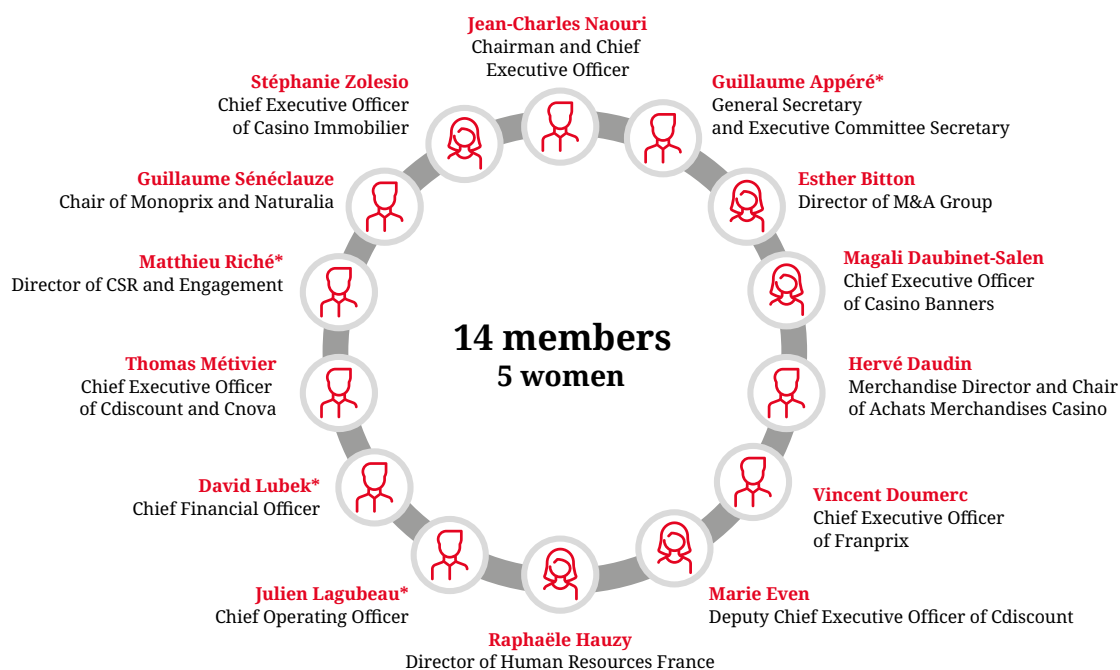 Jean-Charles Naouri
Chairman and Chief
Executive Officer
Guillaume Appéré*
General Secretary
and Executive Committee Secretary
Esther Bitton
Director of M&A Group
Magali Daubinet-Salen
Chief Executive Officer
of Casino Banners
Hervé Daudin
Merchandise Director and Chair
of Achats Merchandises Casino
Vincent Doumerc
Chief Executive Officer
of Franprix
Marie Even
Deputy Chief Executive Officer of Cdiscount
Raphaële Hauzy
Director of Human Resources France
Julien Lagubeau*
Chief Operating Officer
David Lubek*
Chief Financial Officer
Thomas Métivier
Chief Executive Officer
of Cdiscount and Cnova
Matthieu Riché*
Director of CSR and Engagement
Guillaume Sénéclauze
Chair of Monoprix and Naturalia
Stéphanie Zolesio
Chief Executive Officer
of Casino Immobilier
14 members
5 women